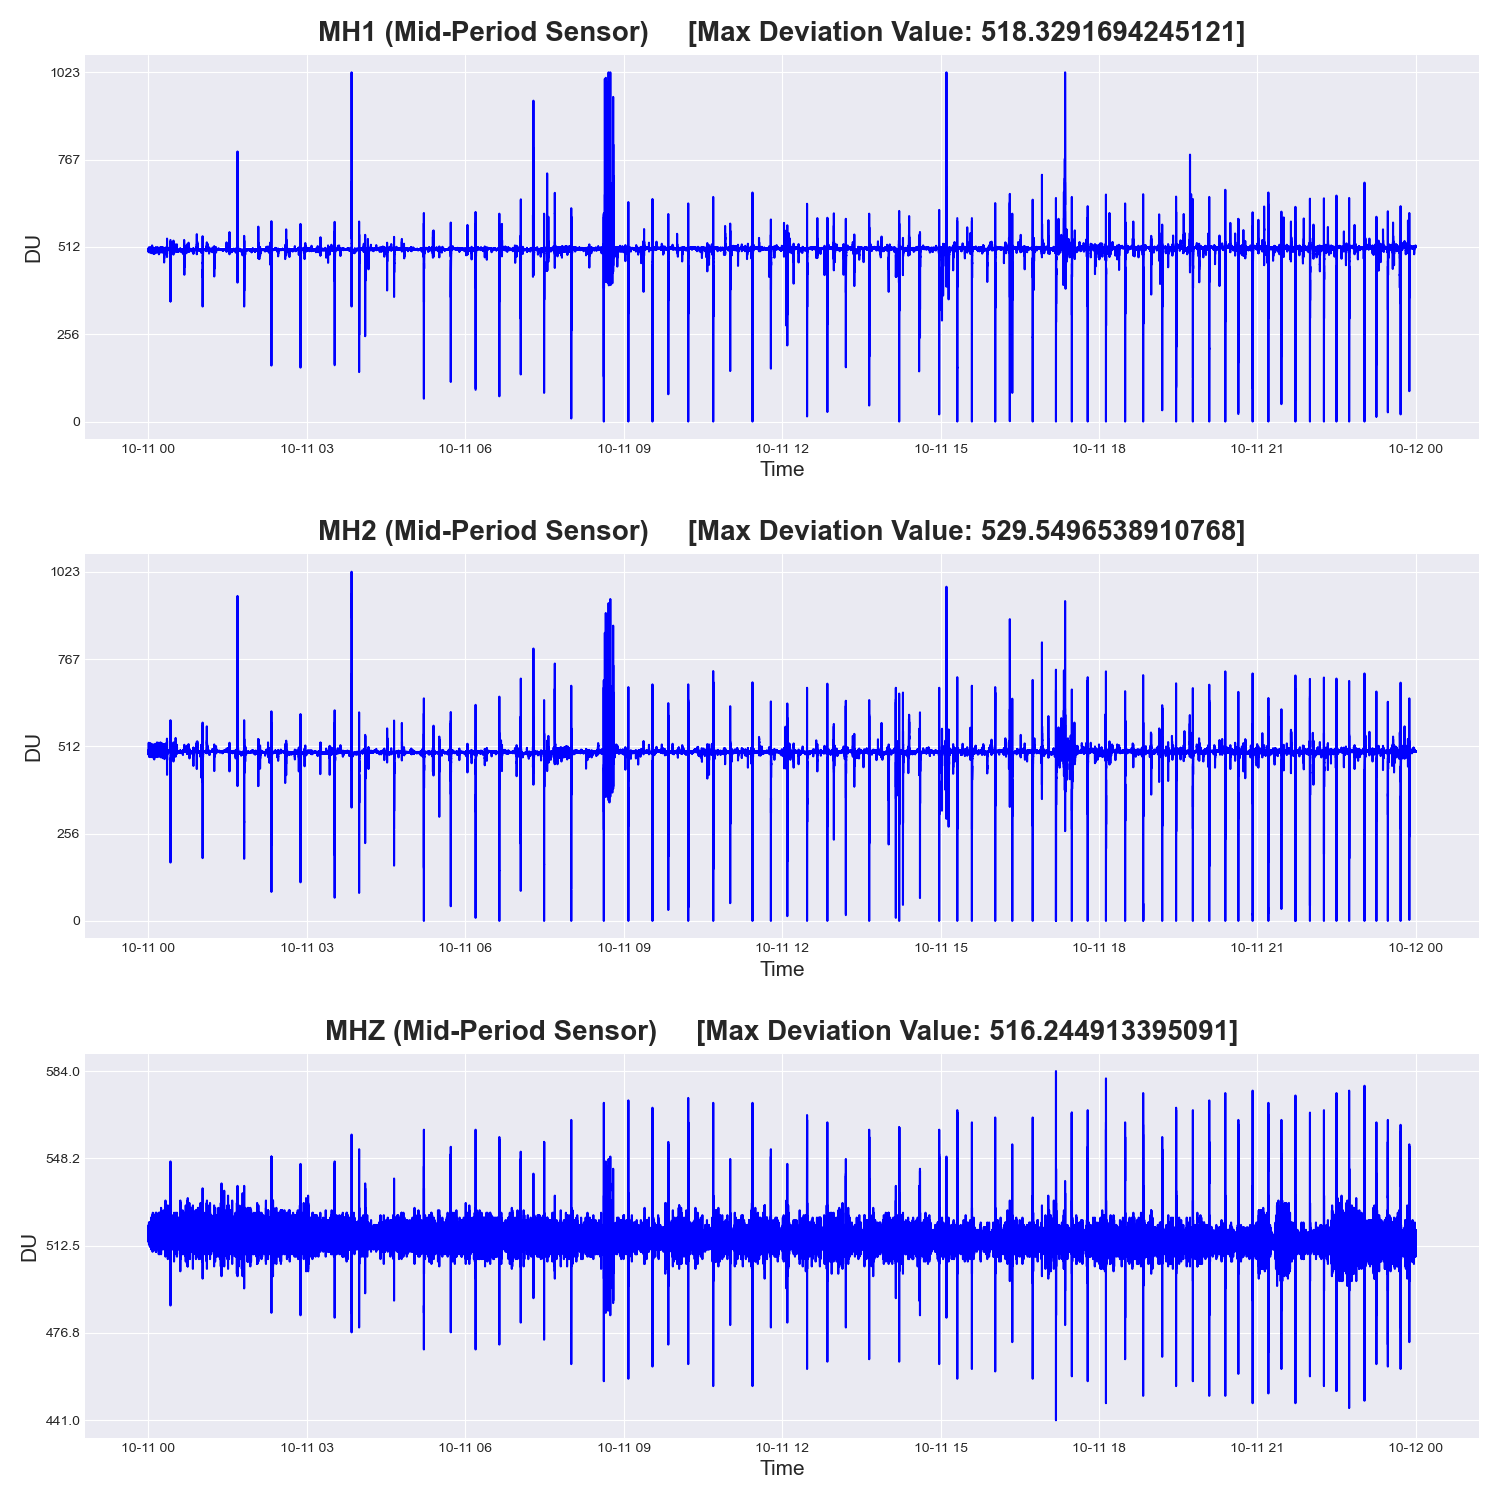 MH1 (Mid-Period Sensor) [Max Deviation Value: 518.3291694245121]
1023
767
512
256
0
DU
10-11 00 10-11 03 10-11 06 10-11 09 10-11 12 10-11 15 10-11 18 10-11 21 10-12 00
Time
MH2 (Mid-Period Sensor) [Max Deviation Value: 529.5496538910768]
1023
767
512
256
0
DU
10-11 00 10-11 03 10-11 06 10-11 09 10-11 12 10-11 15 10-11 18 10-11 21 10-12 00
Time
MHZ (Mid-Period Sensor) [Max Deviation Value: 516.244913395091]
584.0
548.2
512.5
476.8
441.0
DU
10-11 00 10-11 03 10-11 06 10-11 09 10-11 12 10-11 15 10-11 18 10-11 21 10-12 00
Time